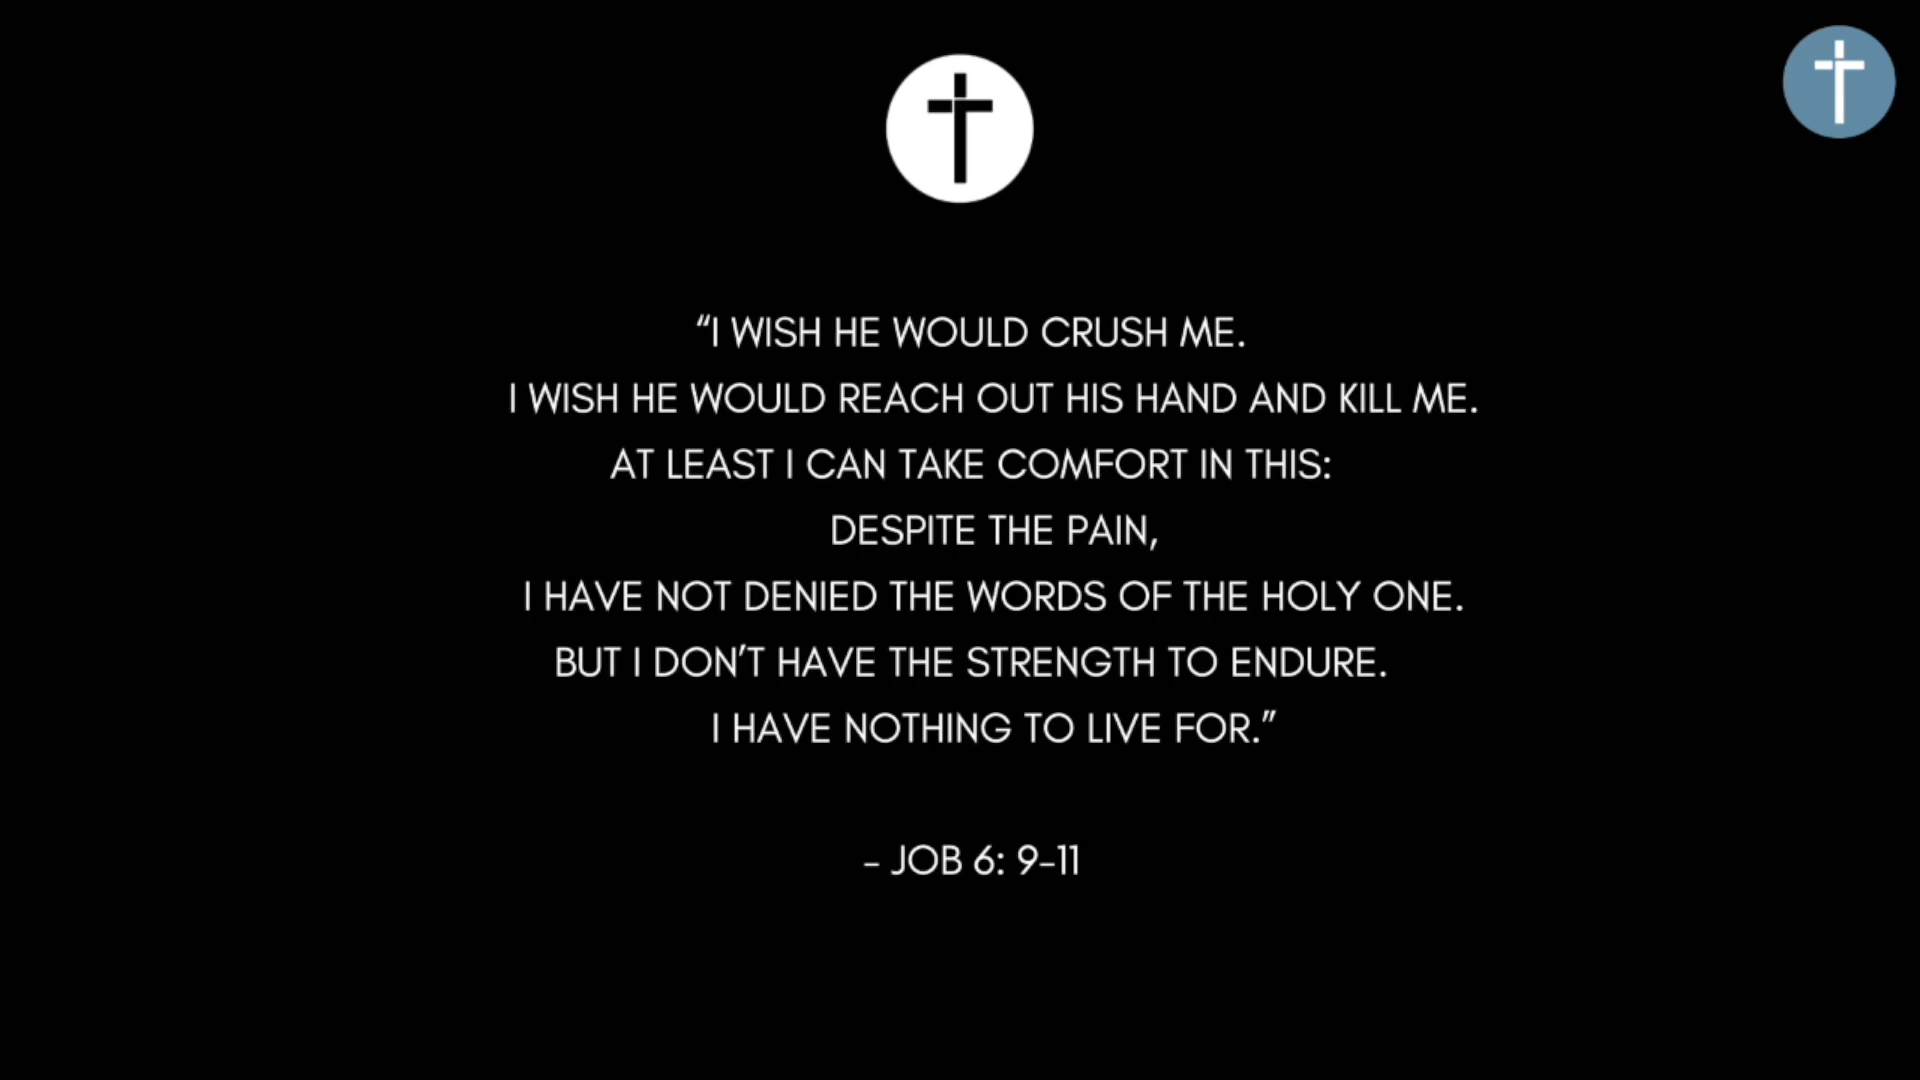 “I WISH HE WOULD CRUSH ME.
I WISH HE WOULD REACH OUT HIS HAND AND KILL ME.
AT LEAST I CAN TAKE COMFORT IN THIS:
DESPITE THE PAIN,
I HAVE NOT DENIED THE WORDS OF THE HOLY ONE.
BUT I DON’T HAVE THE STRENGTH TO ENDURE.
I HAVE NOTHING TO LIVE FOR.”
- JOB 6: 9-11